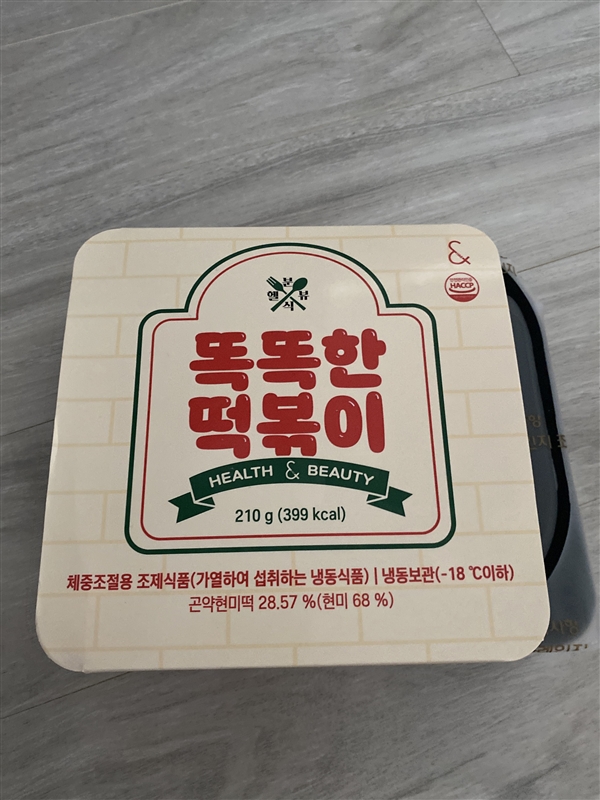 &
분
헬 뷰
식
HACCP
똑똑한
떡볶이
HEALTH & BEAUTY
210 g (399 kcal)
체중조절용 조제식품(가열하여 섭취하는 냉동식품) | 냉동보관(-18 ℃이하)
곤약현미떡 28.57 %(현미 68 %)